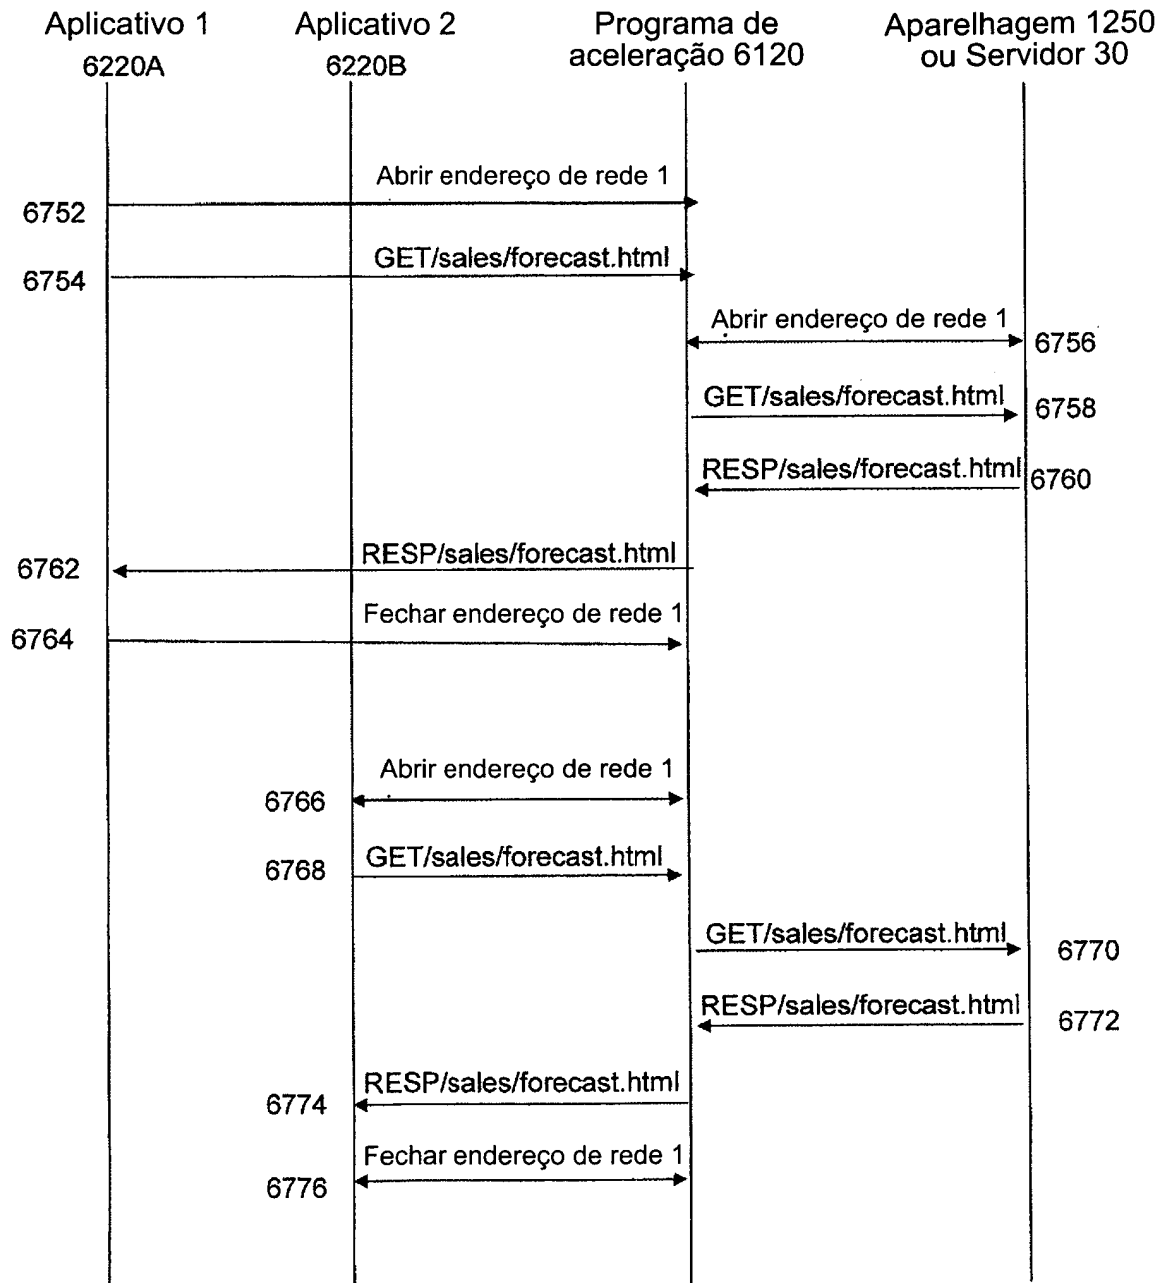 Aplicativo 1
6220A
Aplicativo 2
6220B
Programa de
aceleração 6120
Aparelhagem 1250
ou Servidor 30
Abrir endereço de rede 1
6752
GET/sales/forecast.html
6754
Abrir endereço de rede 1
6756
GET/sales/forecast.html
6758
RESP/sales/forecast.html
6760
RESP/sales/forecast.html
6762
Fechar endereço de rede 1
6764
Abrir endereço de rede 1
6766
GET/sales/forecast.html
6768
GET/sales/forecast.html
6770
RESP/sales/forecast.html
6772
RESP/sales/forecast.html
6774
Fechar endereço de rede 1
6776